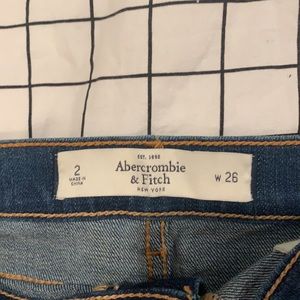 EST. 1892
2
MADE IN
CHINA
Abercrombie
& Fitch
NEW YORK
W 26